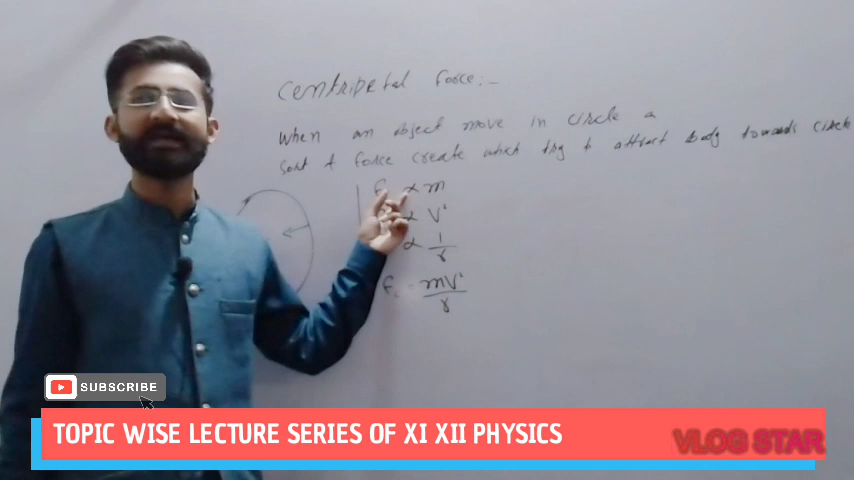 Centripetal force:-
When an object move in circle a
sort of force create which try to attract body towards circle
F ∝ m
∝ V²
∝ 1/r
Fc = mV²/r
SUBSCRIBE
TOPIC WISE LECTURE SERIES OF XI XII PHYSICS
VLOG STAR